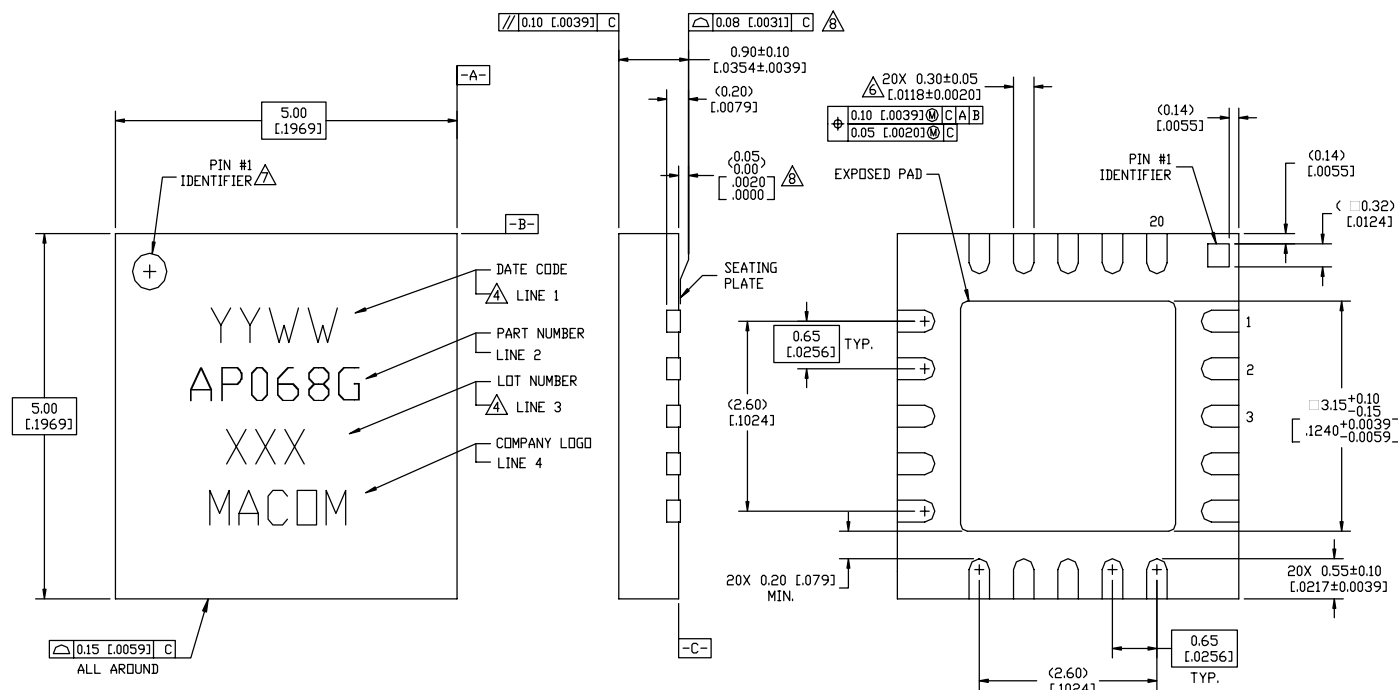 // 0.10 [.0039] C
⌓ 0.08 [.0031] C 8
0.90±0.10
[.0354±.0039]
(0.20)
[.0079]
-A-
5.00
[.1969]
PIN #1
IDENTIFIER 7
(0.05
0.00)
[.0020
.0000] 8
-B-
6 20X 0.30±0.05
[.0118±0.0020]
⌖ 0.10 [.0039]Ⓜ C A B
0.05 [.0020]Ⓜ C
(0.14)
[.0055]
PIN #1
IDENTIFIER
(0.14)
[.0055]
(□0.32)
[.0124]
EXPOSED PAD
20
DATE CODE
4 LINE 1
YYWW
SEATING
PLATE
PART NUMBER
LINE 2
AP068G
LOT NUMBER
4 LINE 3
XXX
COMPANY LOGO
LINE 4
MACOM
5.00
[.1969]
0.65
[.0256]
TYP.
(2.60)
[.1024]
1
2
3
□3.15+0.10
-0.15
[.1240+0.0039
-0.0059]
20X 0.20 [.079]
MIN.
20X 0.55±0.10
[.0217±0.0039]
⌓ 0.15 [.0059] C
ALL AROUND
-C-
0.65
[.0256]
TYP.
(2.60)
[.1024]